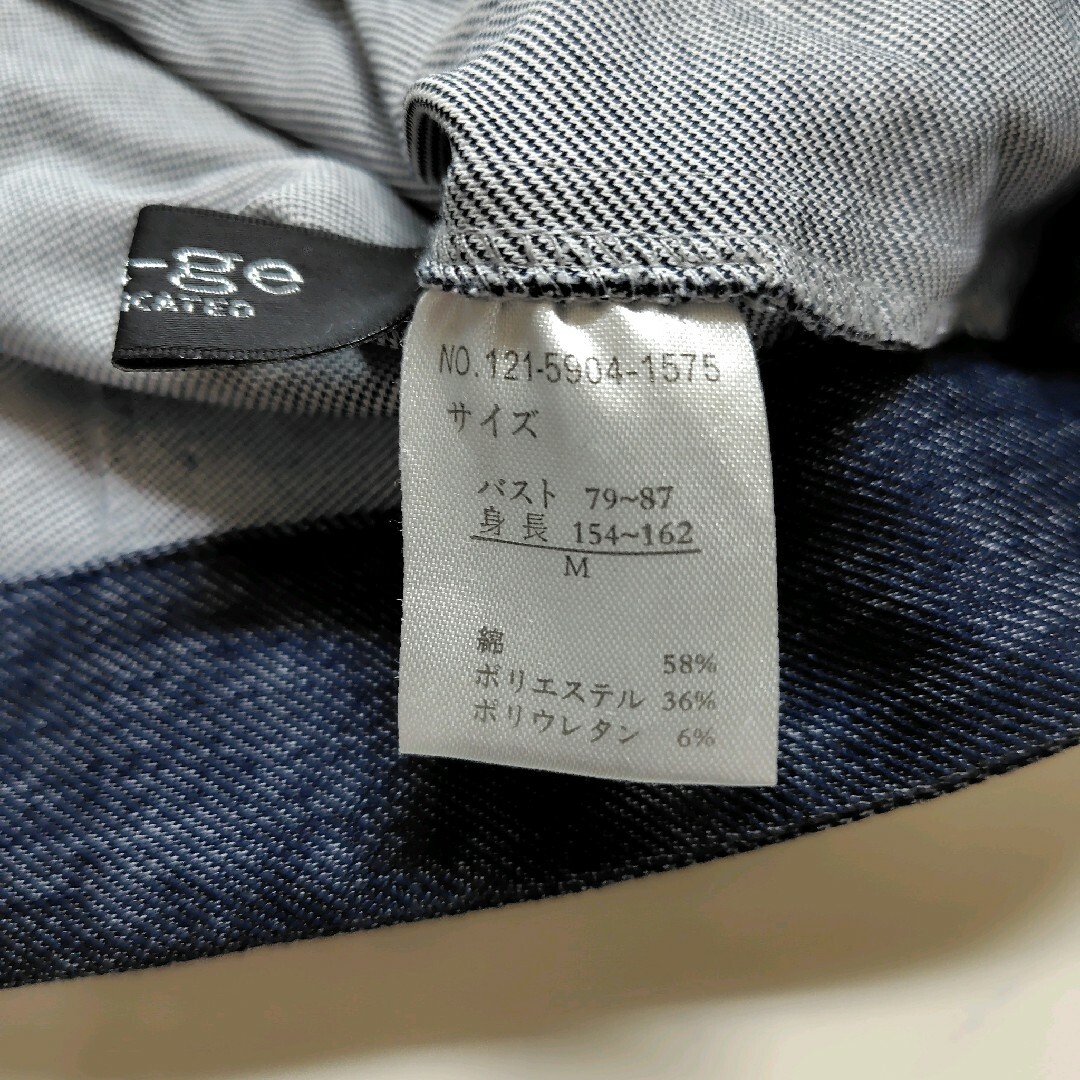 -ge
CATED
NO.121-5904-1575
サイズ
バスト 79~87
身長 154~162
M
綿 58%
ポリエステル 36%
ポリウレタン 6%